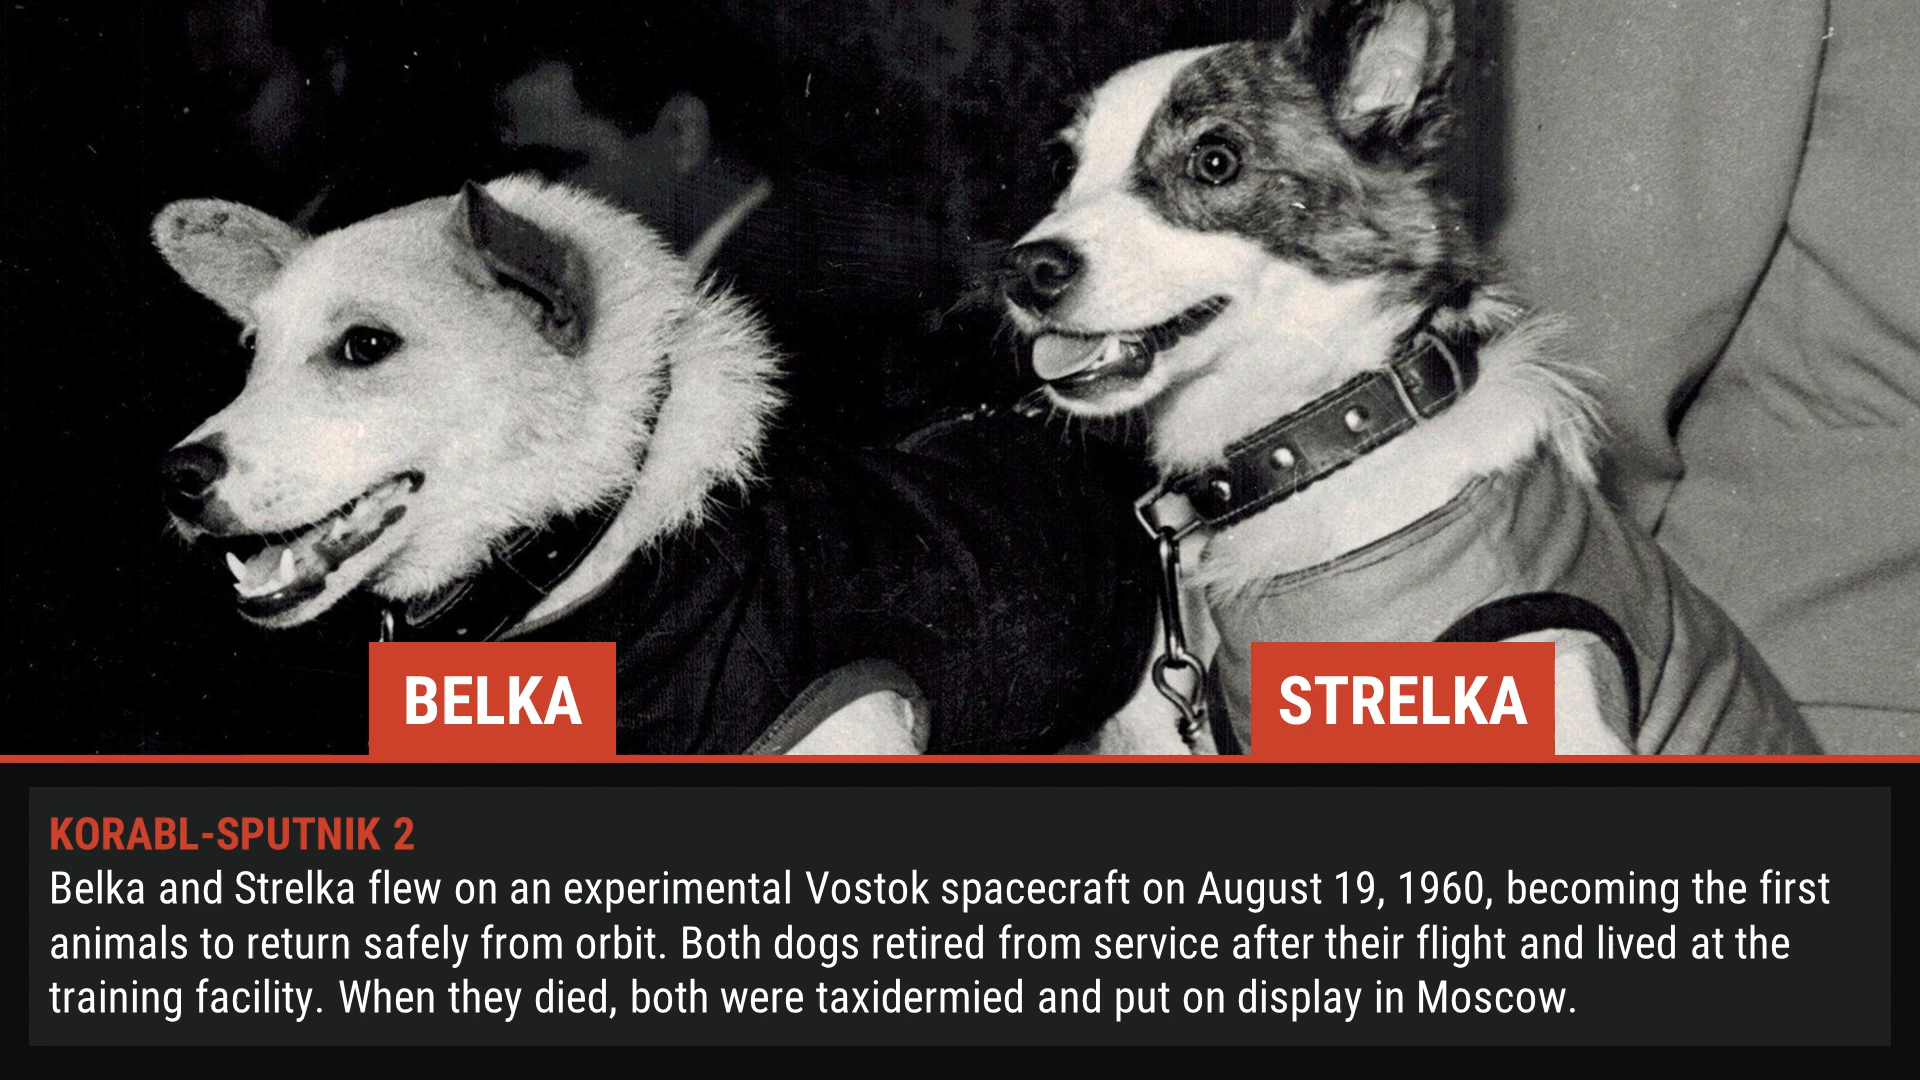 BELKA
STRELKA
KORABL-SPUTNIK 2
Belka and Strelka flew on an experimental Vostok spacecraft on August 19, 1960, becoming the first
animals to return safely from orbit. Both dogs retired from service after their flight and lived at the
training facility. When they died, both were taxidermied and put on display in Moscow.